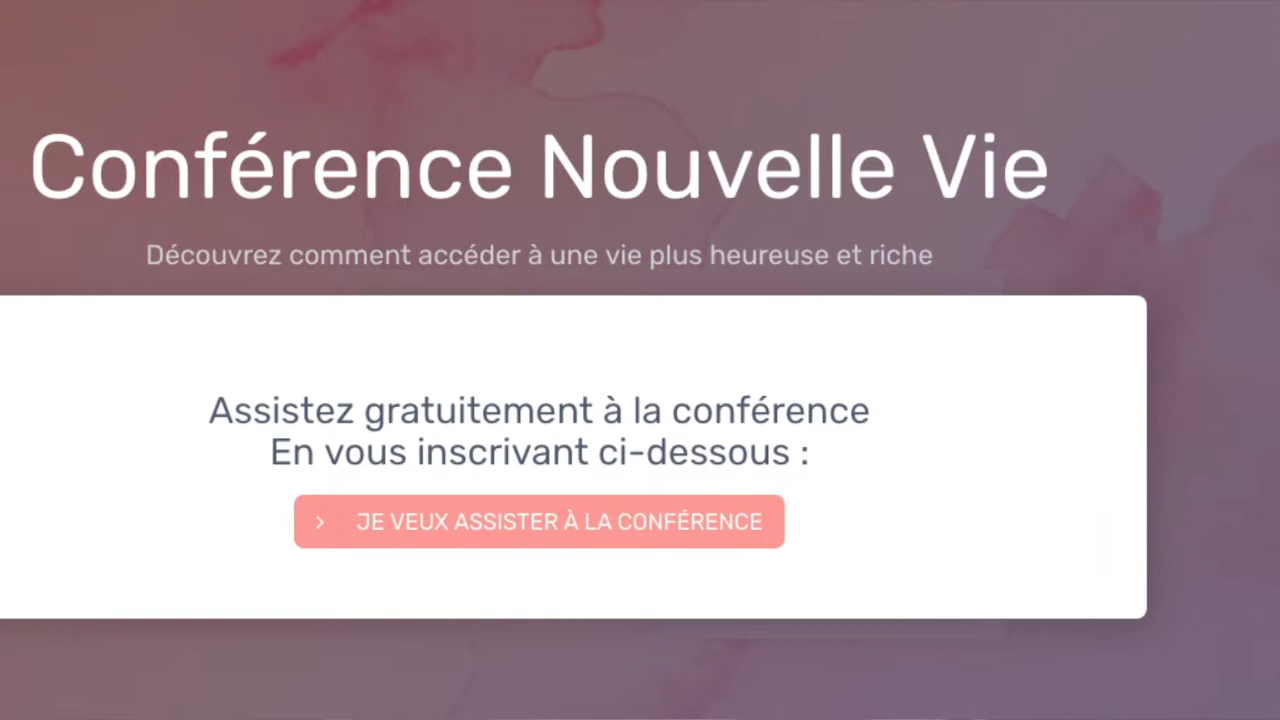 Conférence Nouvelle Vie
Découvrez comment accéder à une vie plus heureuse et riche
Assistez gratuitement à la conférence
En vous inscrivant ci-dessous :
JE VEUX ASSISTER À LA CONFÉRENCE